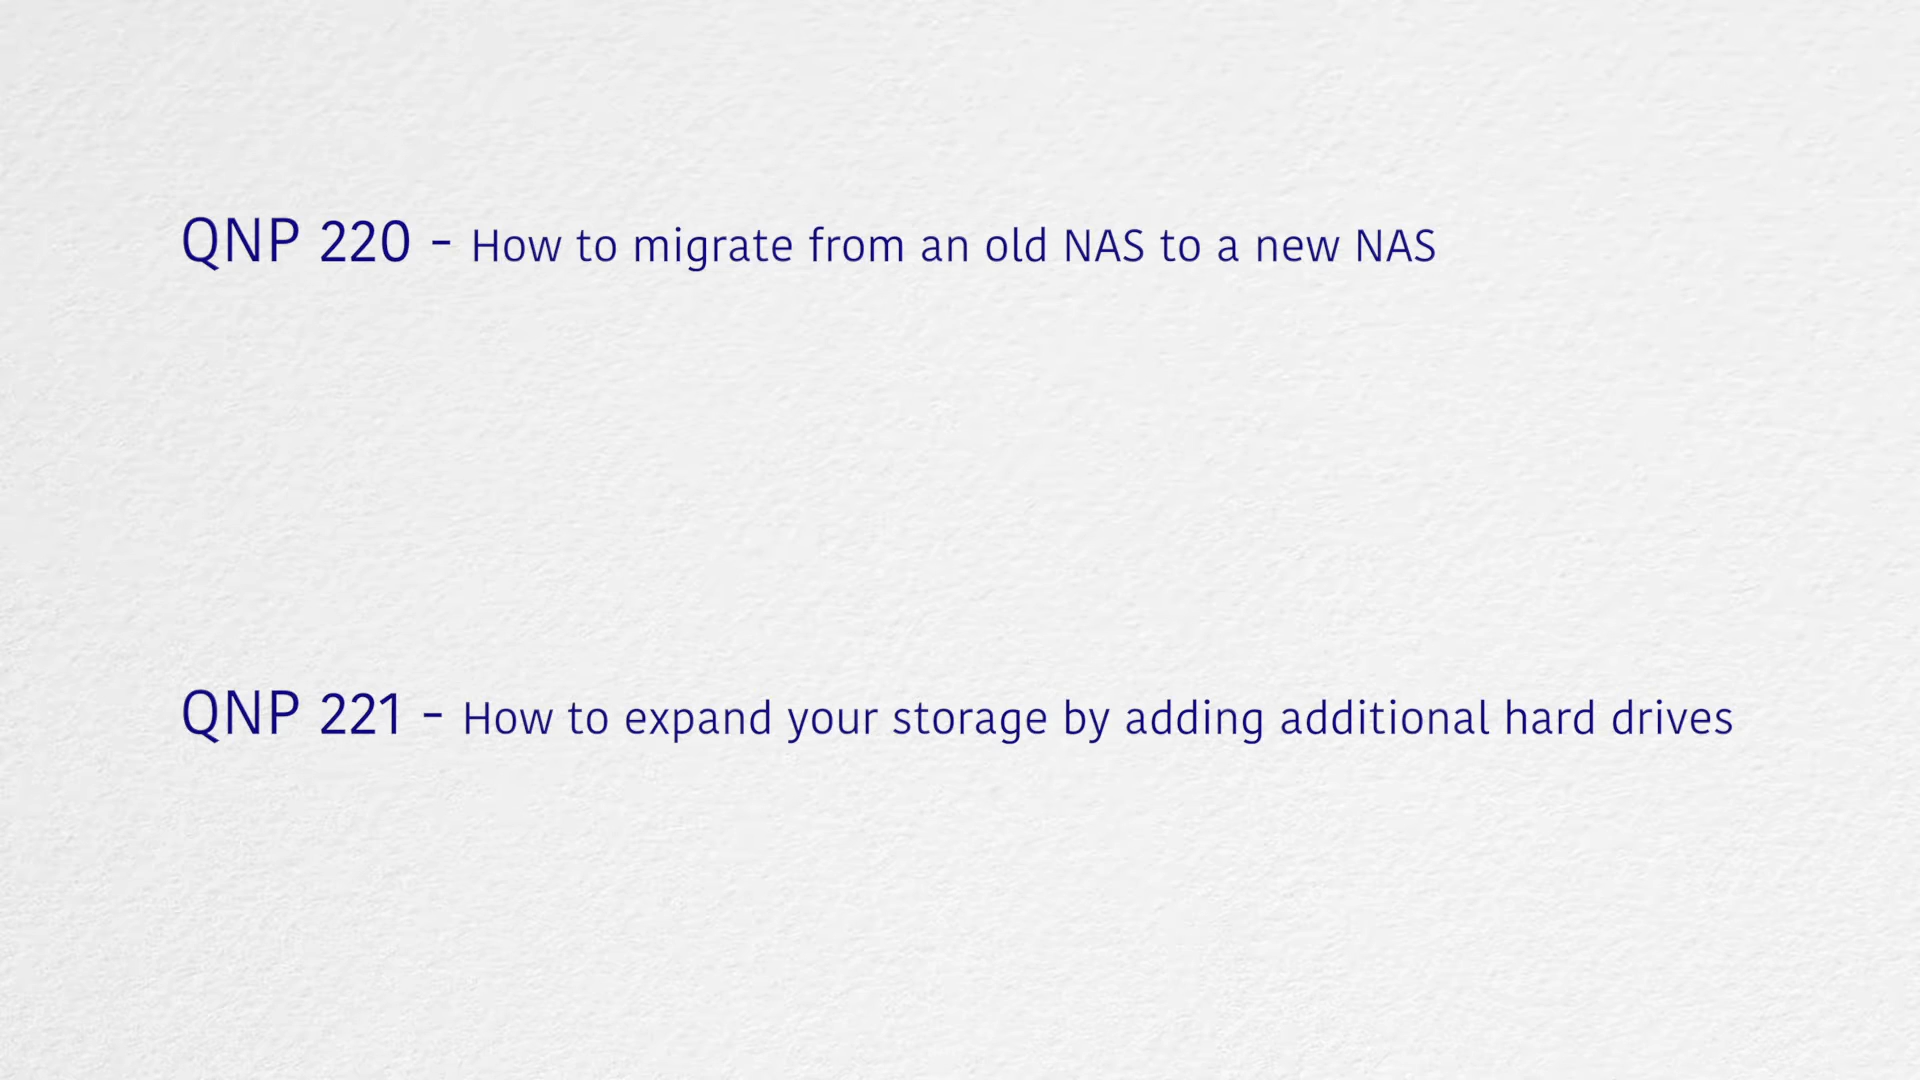 QNP 220 - How to migrate from an old NAS to a new NAS
QNP 221 - How to expand your storage by adding additional hard drives